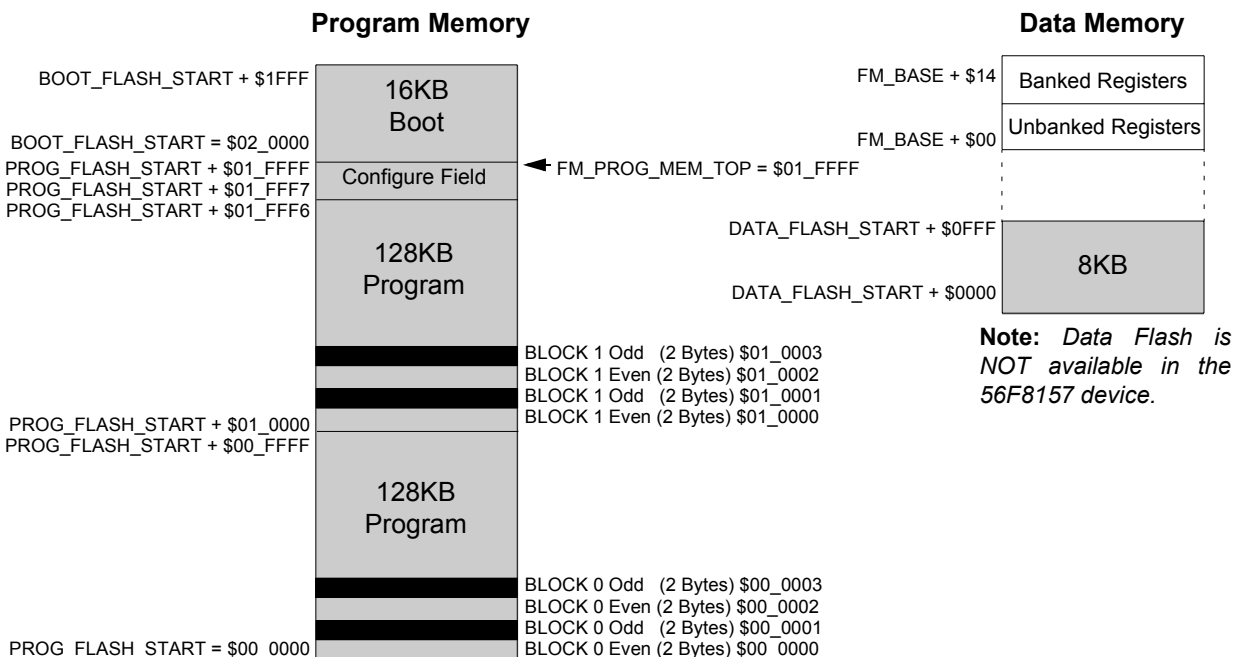 Program Memory
BOOT_FLASH_START + $1FFF
16KB
Boot
BOOT_FLASH_START = $02_0000
PROG_FLASH_START + $01_FFFF
FM_PROG_MEM_TOP = $01_FFFF
Configure Field
PROG_FLASH_START + $01_FFF7
PROG_FLASH_START + $01_FFF6
128KB
Program
BLOCK 1 Odd (2 Bytes) $01_0003
BLOCK 1 Even (2 Bytes) $01_0002
BLOCK 1 Odd (2 Bytes) $01_0001
BLOCK 1 Even (2 Bytes) $01_0000
PROG_FLASH_START + $01_0000
PROG_FLASH_START + $00_FFFF
128KB
Program
BLOCK 0 Odd (2 Bytes) $00_0003
BLOCK 0 Even (2 Bytes) $00_0002
BLOCK 0 Odd (2 Bytes) $00_0001
BLOCK 0 Even (2 Bytes) $00_0000
PROG_FLASH_START = $00_0000
Data Memory
FM_BASE + $14
Banked Registers
Unbanked Registers
FM_BASE + $00
DATA_FLASH_START + $0FFF
8KB
DATA_FLASH_START + $0000
Note: Data Flash is
NOT available in the
56F8157 device.